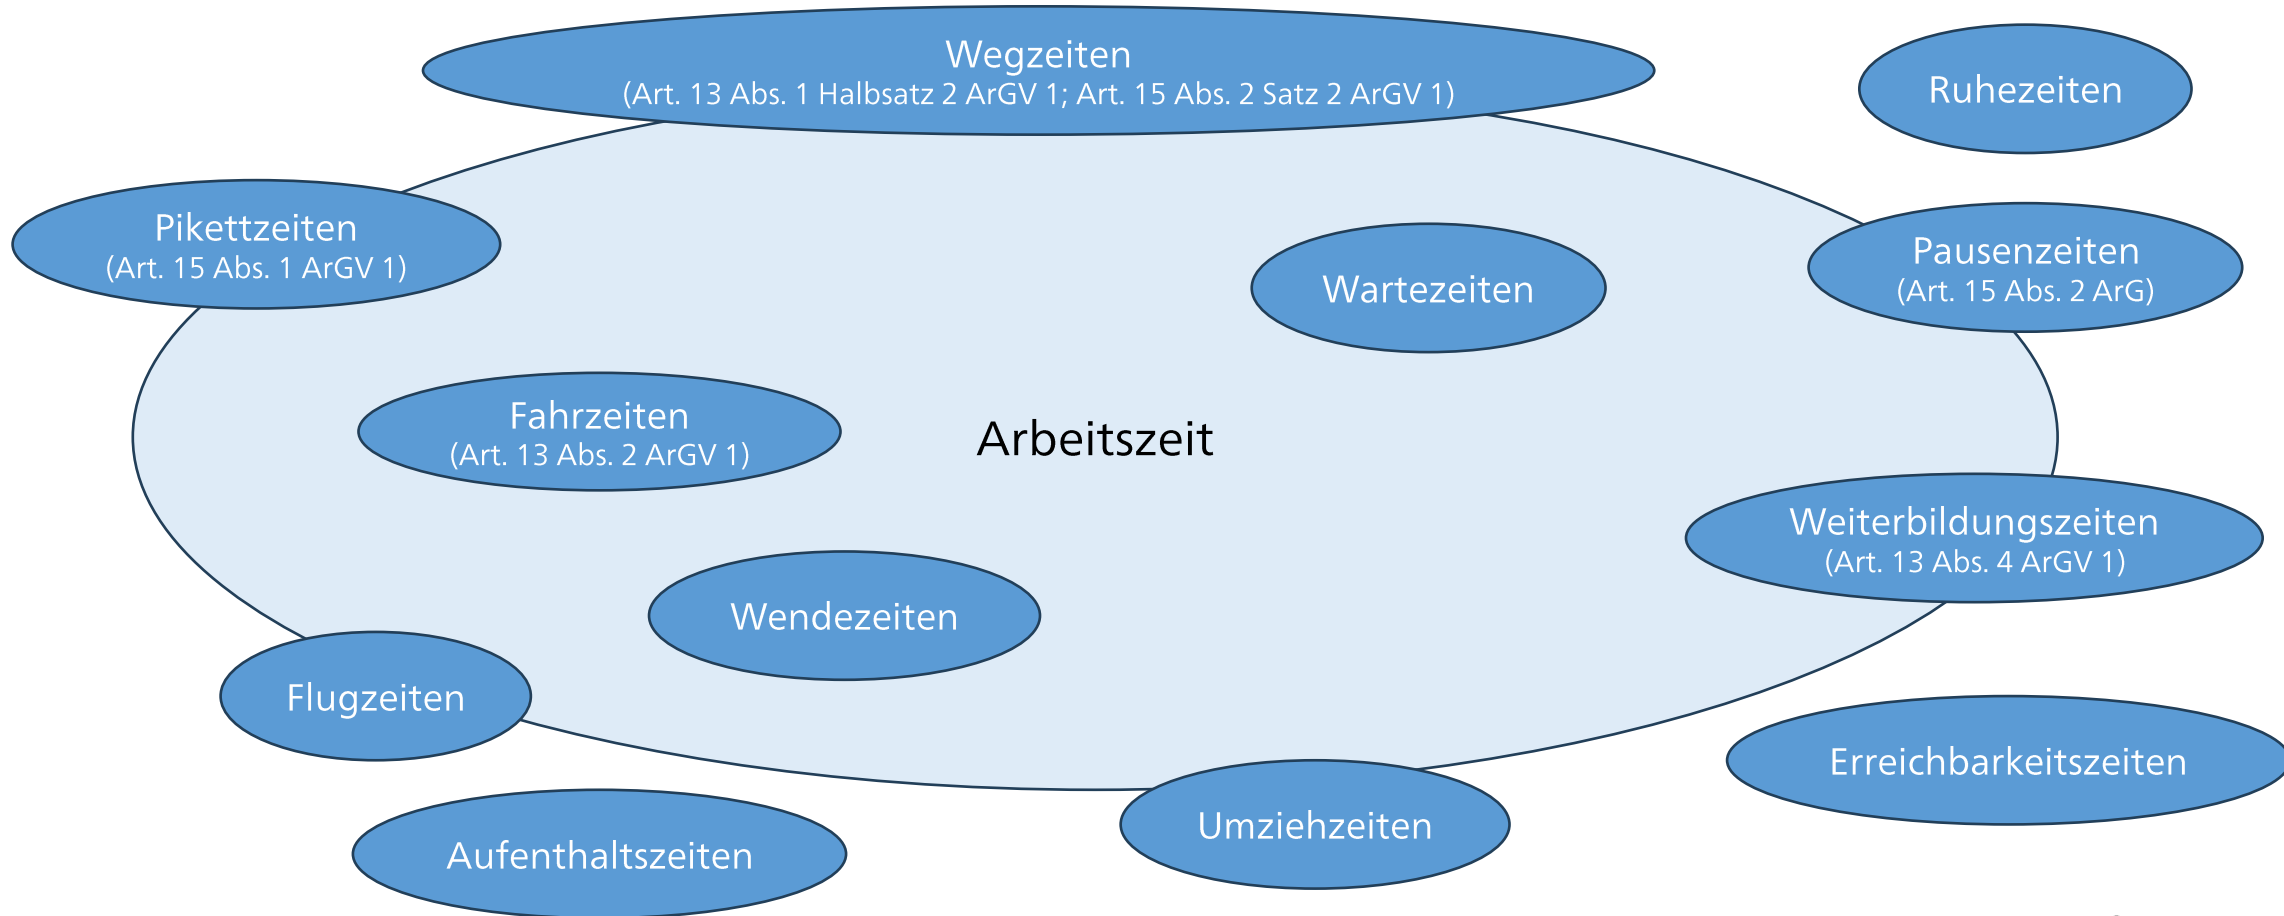 Wegzeiten
(Art. 13 Abs. 1 Halbsatz 2 ArGV 1; Art. 15 Abs. 2 Satz 2 ArGV 1)
Ruhezeiten
Pikettzeiten
(Art. 15 Abs. 1 ArGV 1)
Pausenzeiten
(Art. 15 Abs. 2 ArG)
Wartezeiten
Fahrzeiten
(Art. 13 Abs. 2 ArGV 1)
Arbeitszeit
Weiterbildungszeiten
(Art. 13 Abs. 4 ArGV 1)
Wendezeiten
Flugzeiten
Erreichbarkeitszeiten
Umziehzeiten
Aufenthaltszeiten